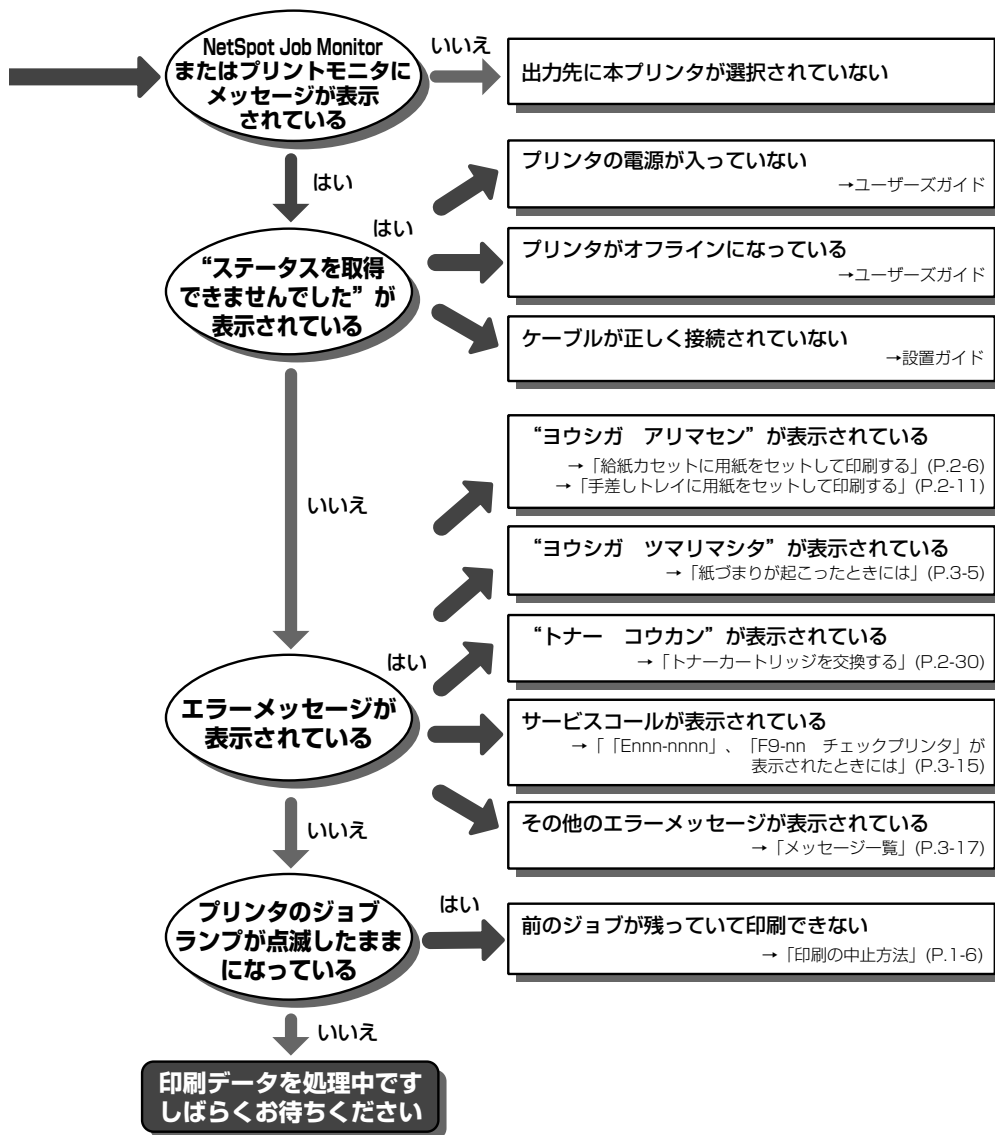 NetSpot Job Monitor
またはプリントモニタに
メッセージが表示
されている
いいえ
出力先に本プリンタが選択されていない
はい
“ステータスを取得
できませんでした”が
表示されている
はい
プリンタの電源が入っていない
→ユーザーズガイド
プリンタがオフラインになっている
→ユーザーズガイド
ケーブルが正しく接続されていない
→設置ガイド
いいえ
エラーメッセージが
表示されている
はい
“ヨウシガ　アリマセン”が表示されている
→「給紙カセットに用紙をセットして印刷する」(P.2-6)
→「手差しトレイに用紙をセットして印刷する」(P.2-11)
“ヨウシガ　ツマリマシタ”が表示されている
→「紙づまりが起こったときには」(P.3-5)
“トナー　コウカン”が表示されている
→「トナーカートリッジを交換する」(P.2-30)
サービスコールが表示されている
→「「Ennn-nnnn」、「F9-nn　チェックプリンタ」が
表示されたときには」(P.3-15)
その他のエラーメッセージが表示されている
→「メッセージ一覧」(P.3-17)
いいえ
プリンタのジョブ
ランプが点滅したまま
になっている
はい
前のジョブが残っていて印刷できない
→「印刷の中止方法」(P.1-6)
いいえ
印刷データを処理中です
しばらくお待ちください